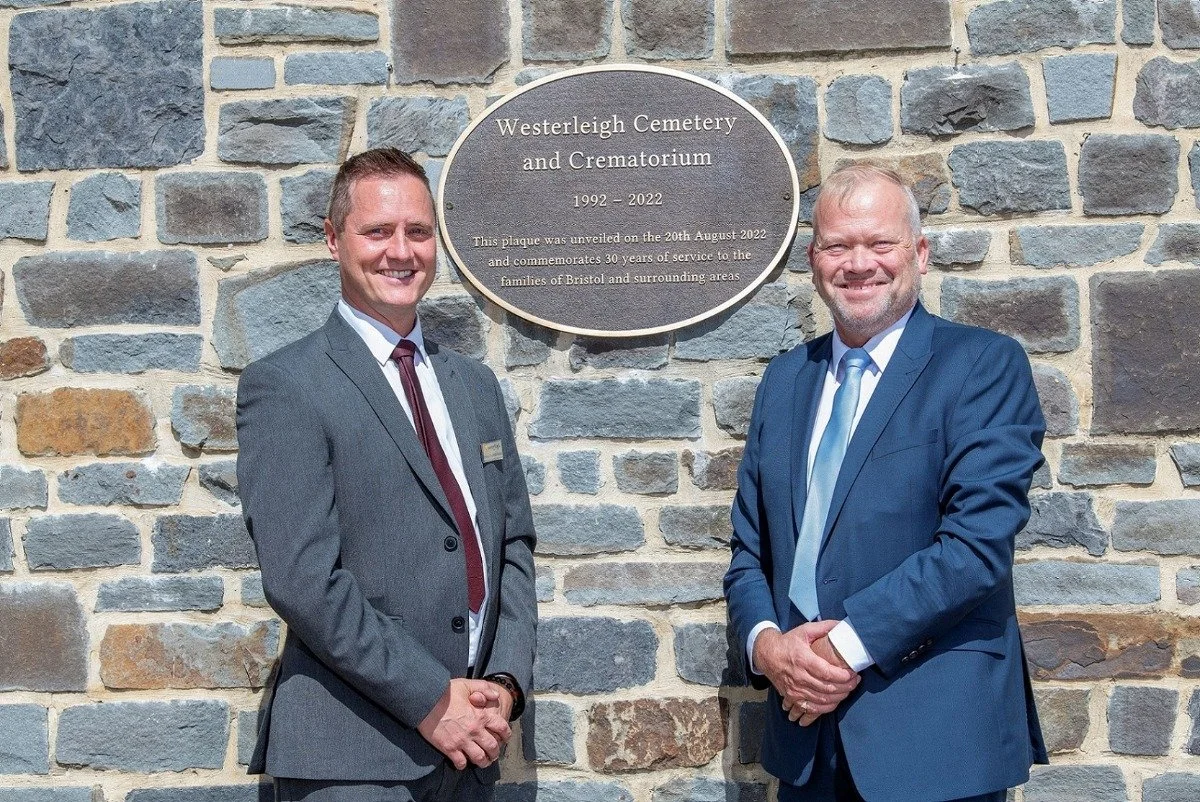 Westerleigh Cemetery
and Crematorium
1992 – 2022
This plaque was unveiled on the 20th August 2022
and commemorates 30 years of service to the
families of Bristol and surrounding areas